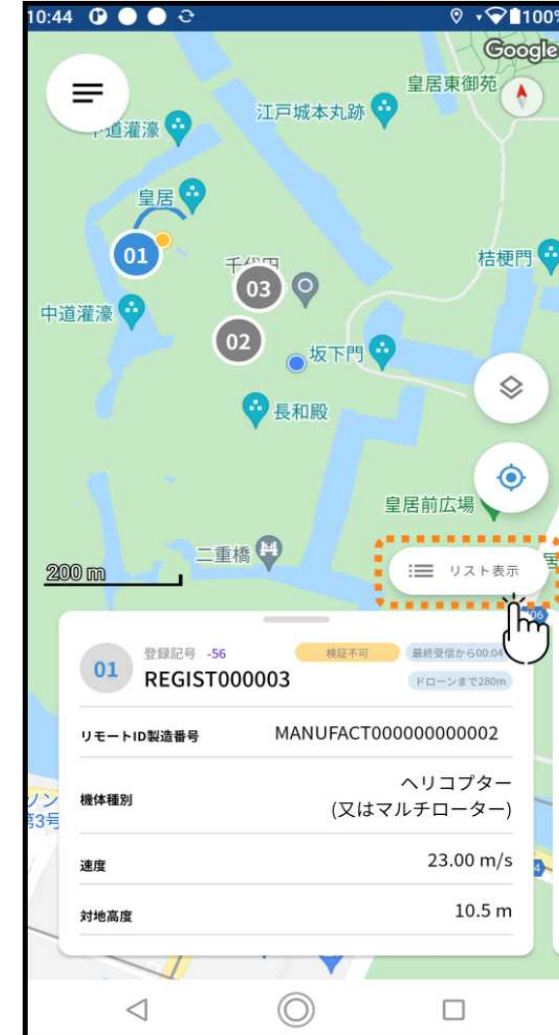 10:44
100%
Google
皇居東御苑
江戸城本丸跡
中道灌濠
皇居
01
千代田
03
桔梗門
中道灌濠
02
坂下門
長和殿
皇居前広場
二重橋
200 m
リスト表示
居
06
01
登録記号 -56
検証不可
最終受信から00:04
REGIST000003
ドローンまで280m
リモートID製造番号
MANUFACT000000000002
ソン
第3号
機体種別
ヘリコプター
(又はマルチローター)
速度
23.00 m/s
対地高度
10.5 m